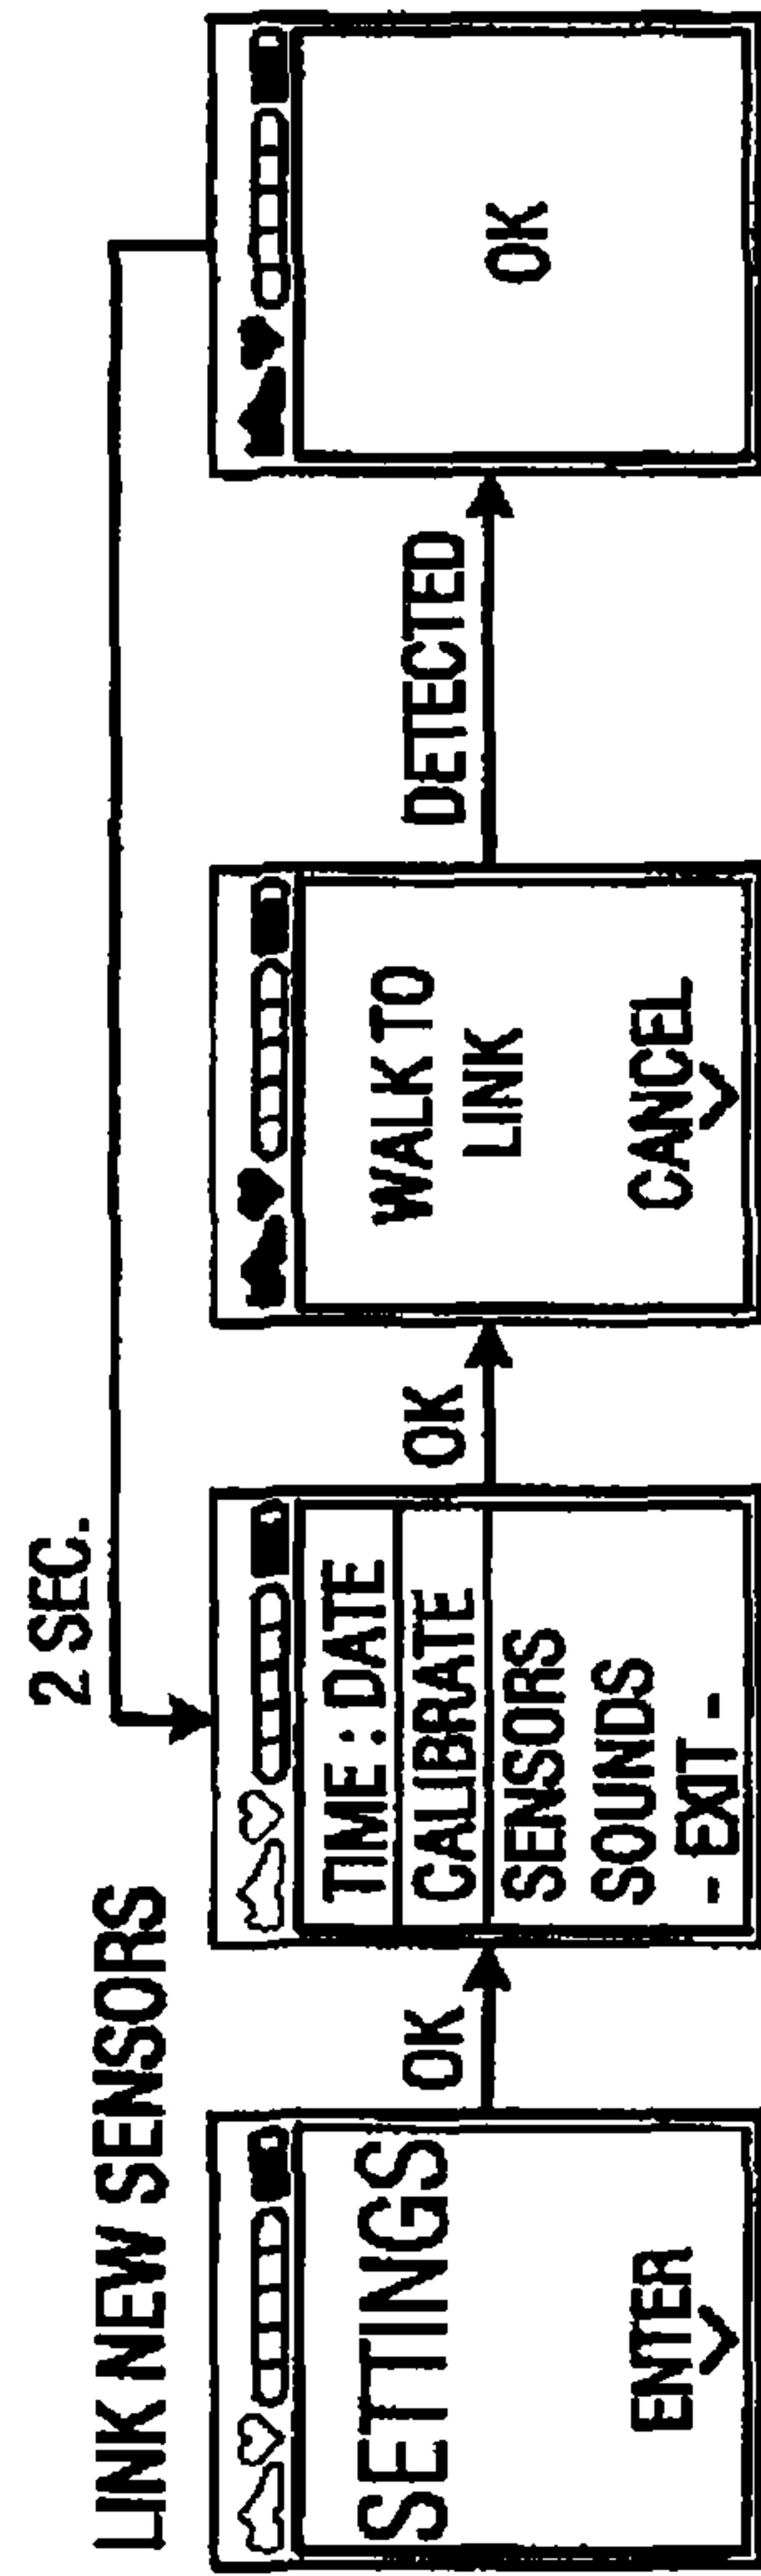 LINK NEW SENSORS
2 SEC.
SETTINGS
ENTER
OK
TIME : DATE
CALIBRATE
SENSORS
SOUNDS
- EXIT -
OK
WALK TO
LINK
CANCEL
DETECTED
OK